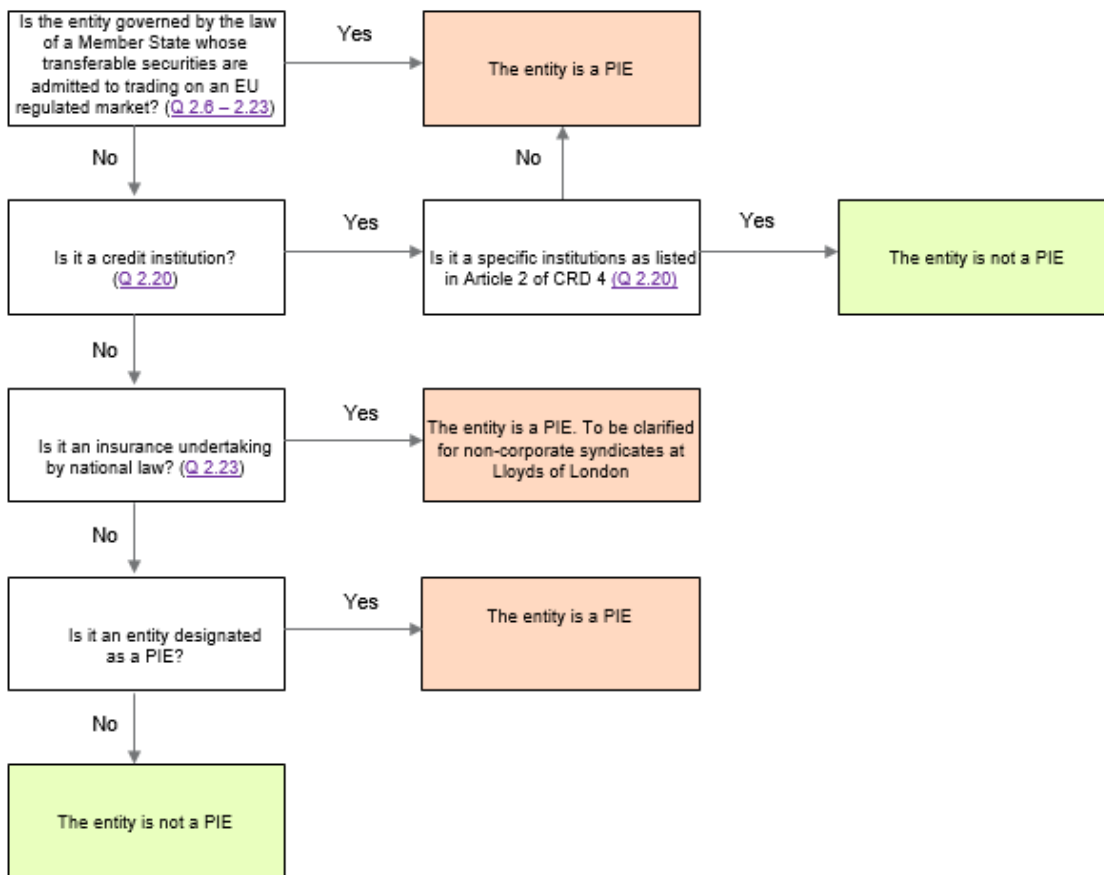 Is the entity governed by the law
of a Member State whose
transferable securities are
admitted to trading on an EU
regulated market? (Q 2.6 – 2.23)
Yes
The entity is a PIE
No
No
Is it a credit institution?
(Q 2.20)
Yes
Is it a specific institutions as listed
in Article 2 of CRD 4 (Q 2.20)
Yes
The entity is not a PIE
No
Is it an insurance undertaking
by national law? (Q 2.23)
Yes
The entity is a PIE. To be clarified
for non-corporate syndicates at
Lloyds of London
No
Is it an entity designated
as a PIE?
Yes
The entity is a PIE
No
The entity is not a PIE